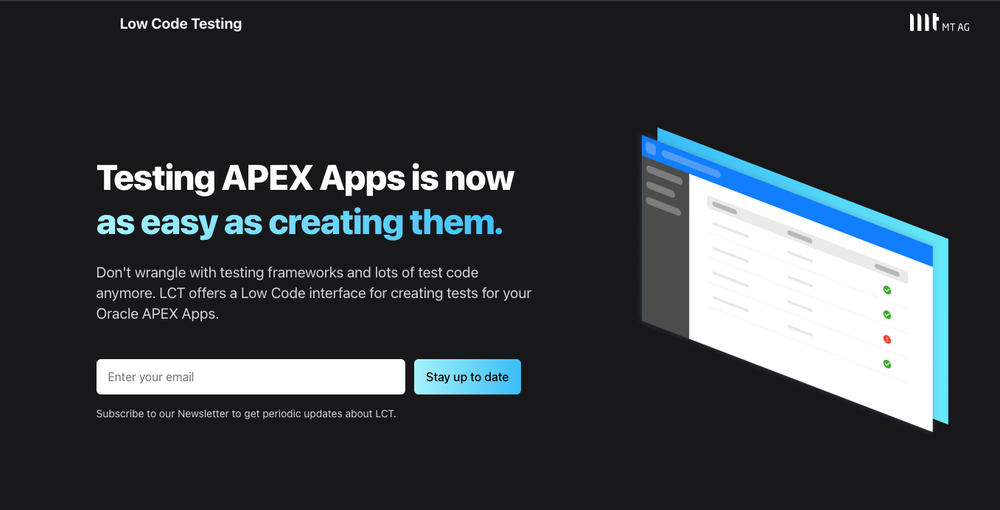 Low Code Testing
MT AG
Testing APEX Apps is now
as easy as creating them.
Don't wrangle with testing frameworks and lots of test code
anymore. LCT offers a Low Code interface for creating tests for your
Oracle APEX Apps.
Enter your email
Stay up to date
Subscribe to our Newsletter to get periodic updates about LCT.